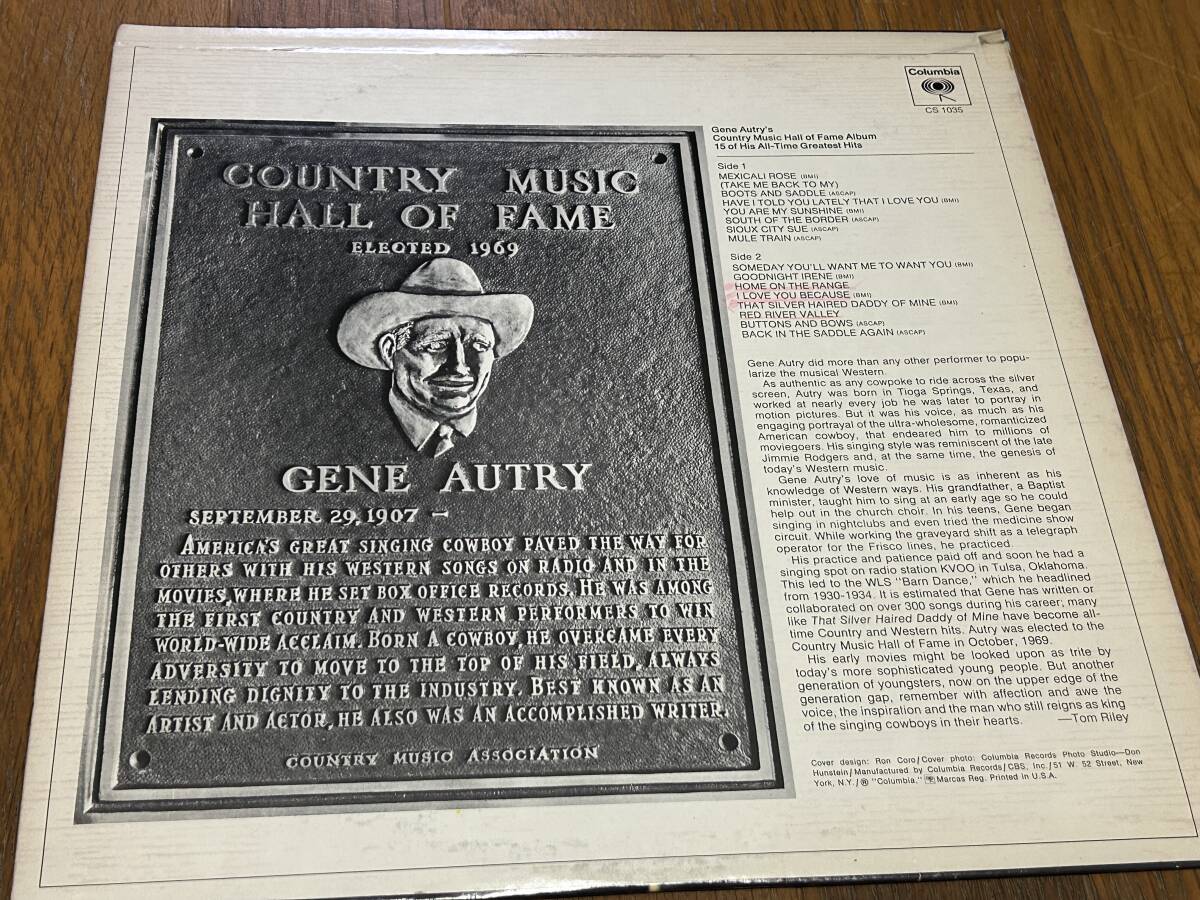 Columbia
CS 1035
COUNTRY MUSIC
HALL OF FAME
ELECTED 1969
GENE AUTRY
SEPTEMBER 29, 1907 –
AMERICA'S GREAT SINGING COWBOY PAVED THE WAY FOR
OTHERS WITH HIS WESTERN SONGS ON RADIO AND IN THE
MOVIES, WHERE HE SET BOX OFFICE RECORDS. HE WAS AMONG
THE FIRST COUNTRY AND WESTERN PERFORMERS TO WIN
WORLD-WIDE ACCLAIM. BORN A COWBOY HE OVERCAME EVERY
ADVERSITY TO MOVE TO THE TOP OF HIS FIELD, ALWAYS
LENDING DIGNITY TO THE INDUSTRY. BEST KNOWN AS AN
ARTIST AND ACTOR, HE ALSO WAS AN ACCOMPLISHED WRITER.
COUNTRY MUSIC ASSOCIATION
Gene Autry's
Country Music Hall of Fame Album
15 of His All-Time Greatest Hits
Side 1
MEXICALI ROSE (BMI)
(TAKE ME BACK TO MY)
BOOTS AND SADDLE (ASCAP)
HAVE I TOLD YOU LATELY THAT I LOVE YOU (BMI)
YOU ARE MY SUNSHINE (BMI)
SOUTH OF THE BORDER (ASCAP)
SIOUX CITY SUE (ASCAP)
MULE TRAIN (ASCAP)
Side 2
SOMEDAY YOU'LL WANT ME TO WANT YOU (BMI)
GOODNIGHT IRENE (BMI)
HOME ON THE RANGE
I LOVE YOU BECAUSE (BMI)
THAT SILVER HAIRED DADDY OF MINE (BMI)
RED RIVER VALLEY
BUTTONS AND BOWS (ASCAP)
BACK IN THE SADDLE AGAIN (ASCAP)
Gene Autry did more than any other performer to popu-
larize the musical Western.
As authentic as any cowpoke to ride across the silver
screen, Autry was born in Tioga Springs, Texas, and
worked at nearly every job he was later to portray in
motion pictures. But it was his voice, as much as his
engaging portrayal of the ultra-wholesome, romanticized
American cowboy, that endeared him to millions of
moviegoers. His singing style was reminiscent of the late
Jimmie Rodgers and, at the same time, the genesis of
today's Western music.
Gene Autry's love of music is as inherent as his
knowledge of Western ways. His grandfather, a Baptist
minister, taught him to sing at an early age so he could
help out in the church choir. In his teens, Gene began
singing in nightclubs and even tried the medicine show
circuit. While working the graveyard shift as a telegraph
operator for the Frisco lines, he practiced.
His practice and patience paid off and soon he had a
singing spot on radio station KVOO in Tulsa, Oklahoma.
This led to the WLS "Barn Dance," which he headlined
from 1930-1934. It is estimated that Gene has written or
collaborated on over 300 songs during his career; many
like That Silver Haired Daddy of Mine have become all-
time Country and Western hits. Autry was elected to the
Country Music Hall of Fame in October, 1969.
His early movies might be looked upon as trite by
today's more sophisticated young people. But another
generation of youngsters, now on the upper edge of the
generation gap, remember with affection and awe the
voice, the inspiration and the man who still reigns as king
of the singing cowboys in their hearts. —Tom Riley
Cover design: Ron Coro/Cover photo: Columbia Records Photo Studio—Don
Hunstein/Manufactured by Columbia Records/CBS, Inc./51 W. 52 Street, New
York, N.Y./® "Columbia," Marcas Reg. Printed in U.S.A.